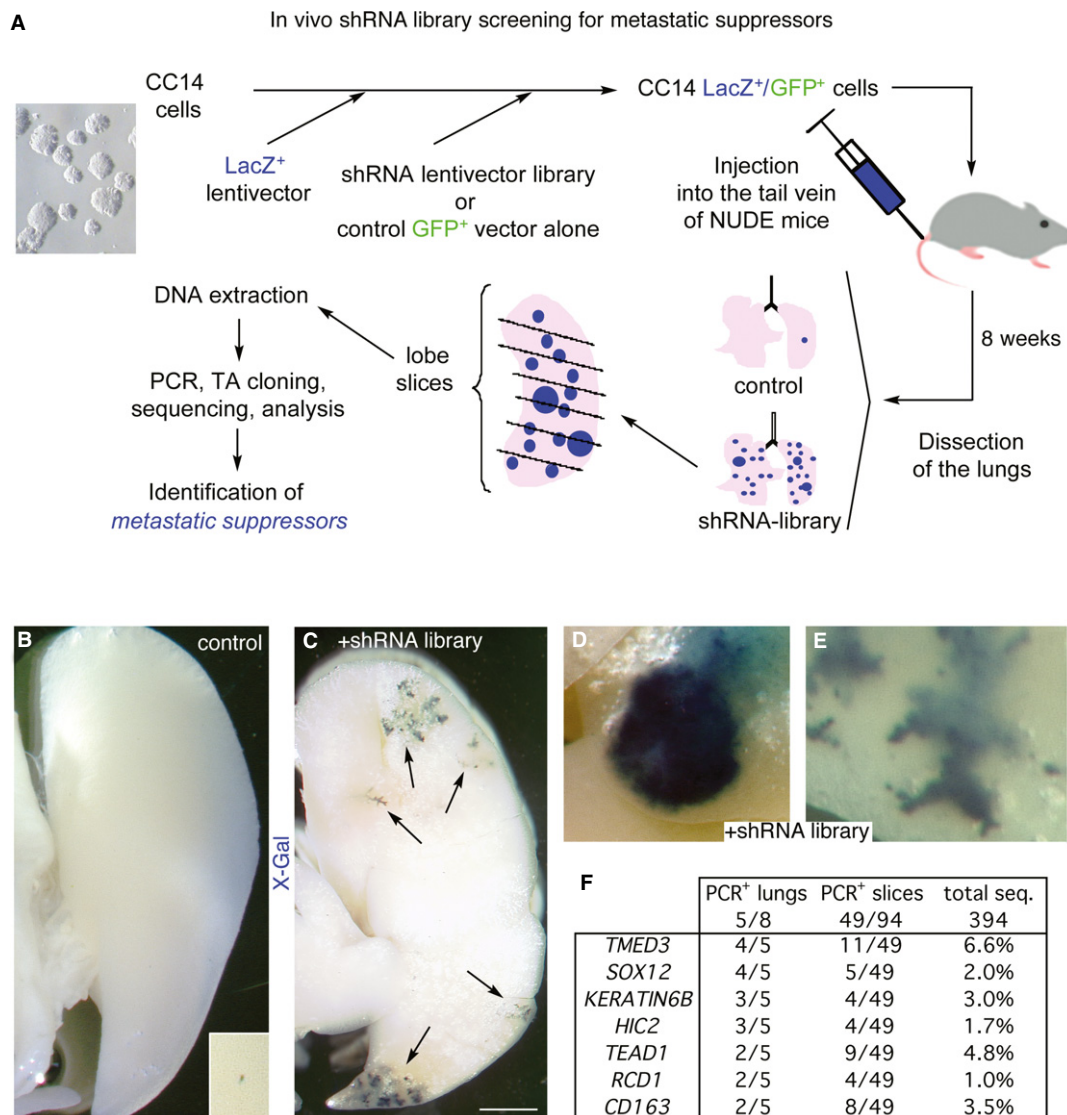 A
In vivo shRNA library screening for metastatic suppressors
CC14
cells
CC14 LacZ+/GFP+ cells
LacZ+
lentivector
shRNA lentivector library
or
control GFP+ vector alone
Injection
into the tail vein
of NUDE mice
8 weeks
Dissection
of the lungs
control
shRNA-library
lobe
slices
DNA extraction
PCR, TA cloning,
sequencing, analysis
Identification of
metastatic suppressors
B
control
X-Gal
C
+shRNA library
D.
E
+shRNA library
F
PCR+ lungs PCR+ slices total seq.
5/8 49/94 394
TMED3 4/5 11/49 6.6%
SOX12 4/5 5/49 2.0%
KERATIN6B 3/5 4/49 3.0%
HIC2 3/5 4/49 1.7%
TEAD1 2/5 9/49 4.8%
RCD1 2/5 4/49 1.0%
CD163 2/5 8/49 3.5%